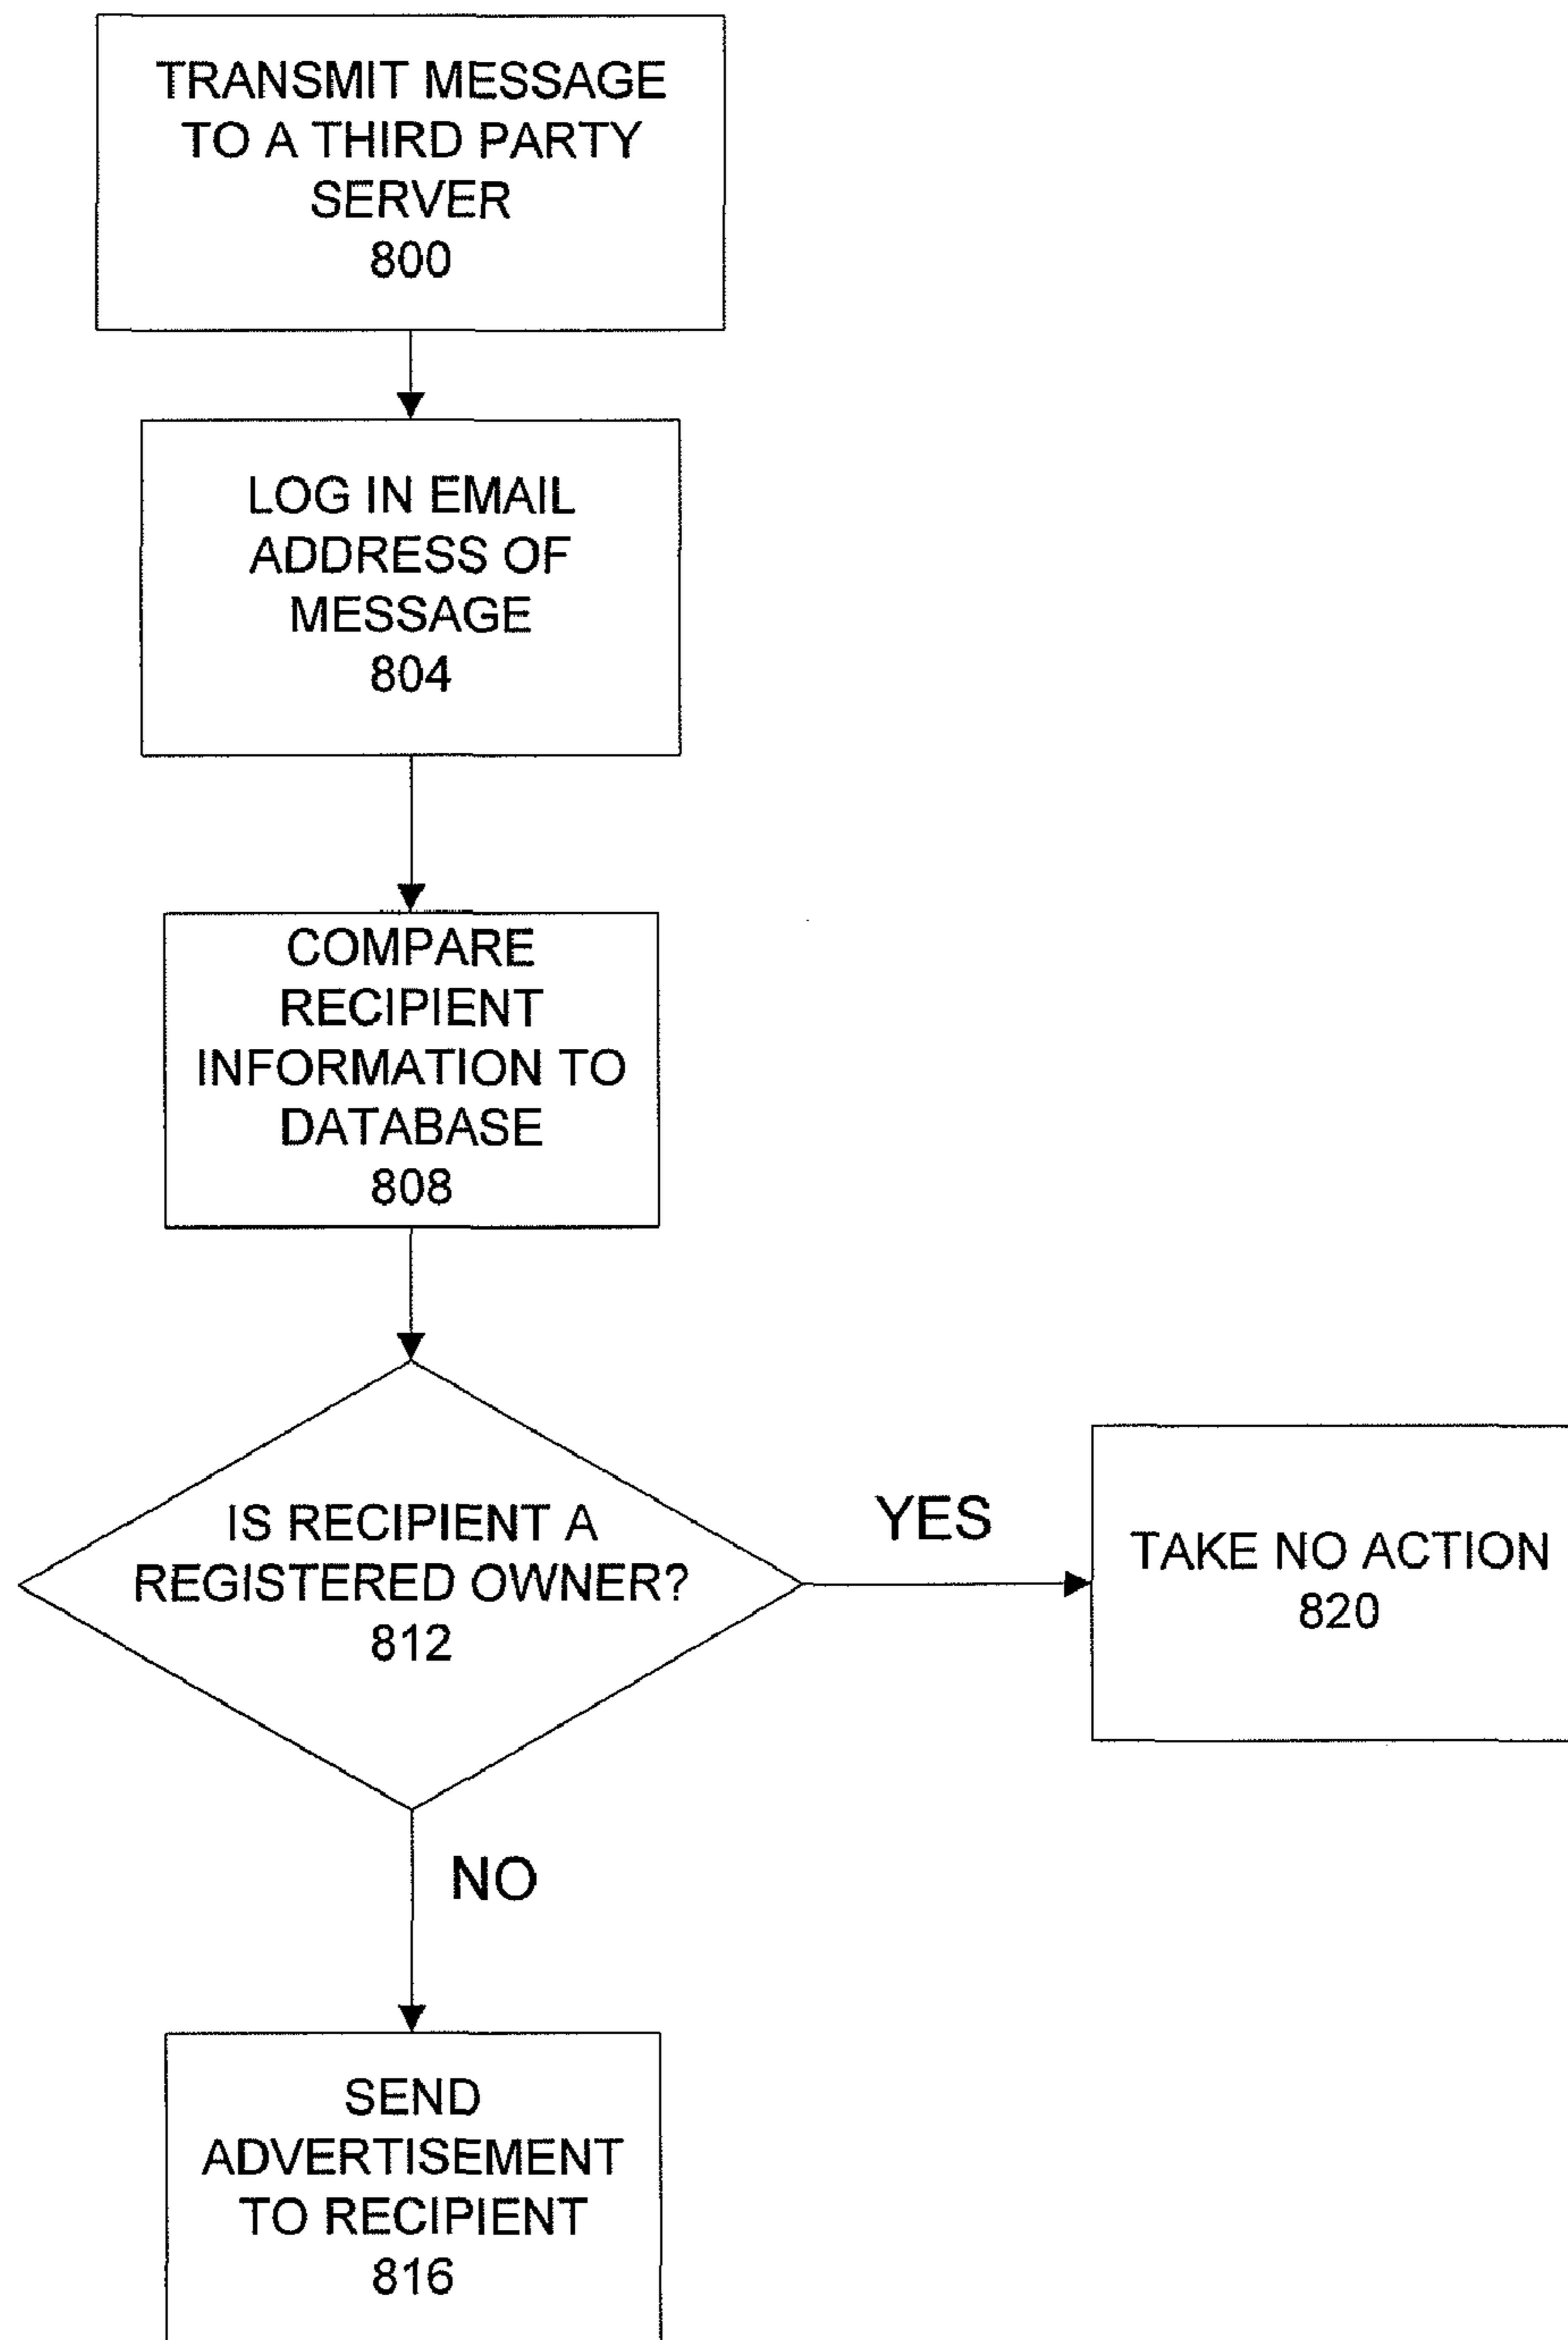 TRANSMIT MESSAGE
TO A THIRD PARTY
SERVER
800
LOG IN EMAIL
ADDRESS OF
MESSAGE
804
COMPARE
RECIPIENT
INFORMATION TO
DATABASE
808
IS RECIPIENT A
REGISTERED OWNER?
812
YES
TAKE NO ACTION
820
NO
SEND
ADVERTISEMENT
TO RECIPIENT
816